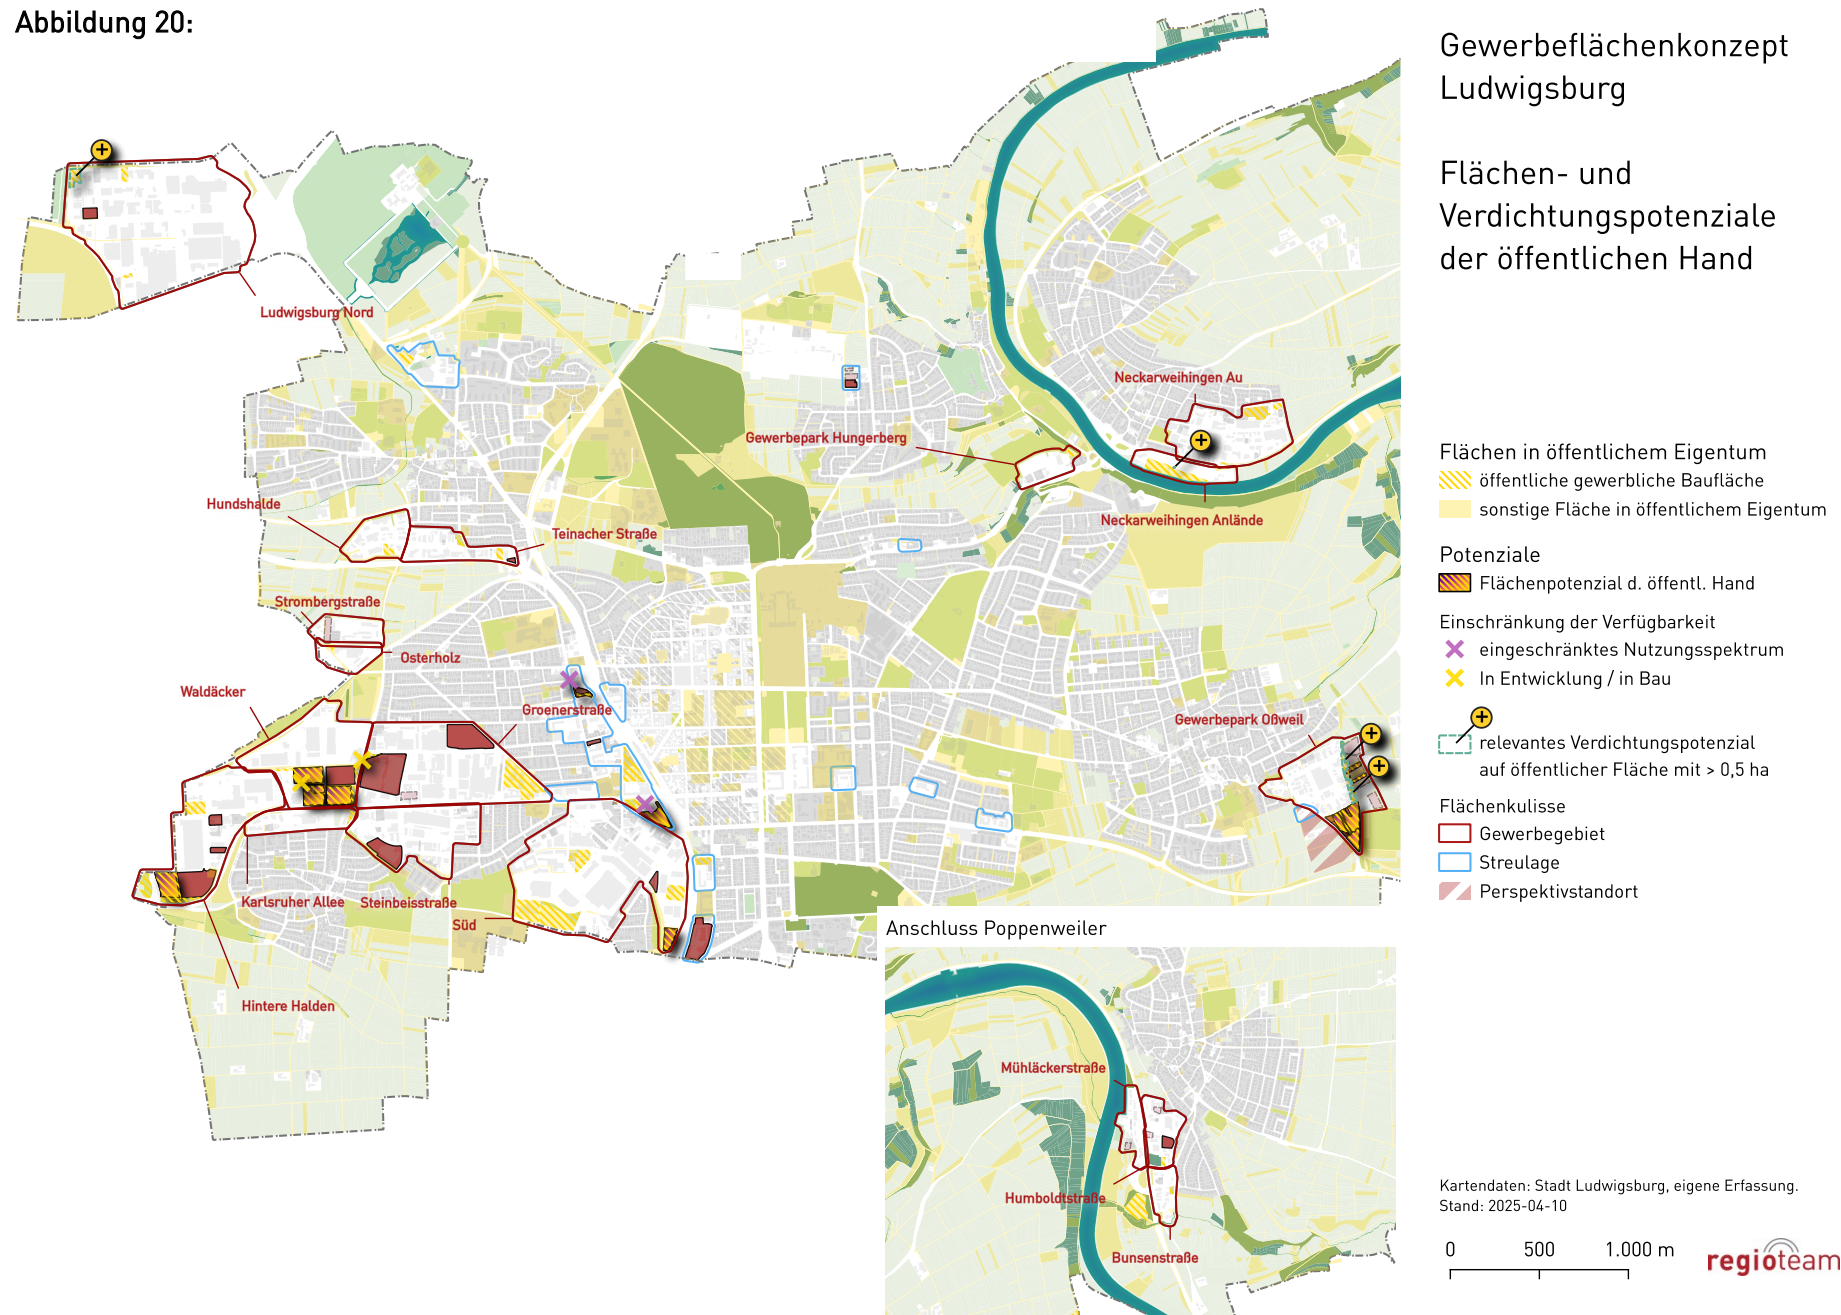 Abbildung 20:
Gewerbeflächenkonzept
Ludwigsburg
Flächen- und
Verdichtungspotenziale
der öffentlichen Hand
Ludwigsburg Nord
Neckarweihingen Au
Gewerbepark Hungerberg
Hundshalde
Teinacher Straße
Neckarweihingen Anlände
Strombergstraße
Osterholz
Waldäcker
Groenerstraße
Gewerbepark Oßweil
Karlsruher Allee
Steinbeisstraße
Süd
Hintere Halden
Anschluss Poppenweiler
Mühläckerstraße
Humboldtstraße
Bunsenstraße
Flächen in öffentlichem Eigentum
öffentliche gewerbliche Baufläche
sonstige Fläche in öffentlichem Eigentum
Potenziale
Flächenpotenzial d. öffentl. Hand
Einschränkung der Verfügbarkeit
eingeschränktes Nutzungsspektrum
In Entwicklung / in Bau
relevantes Verdichtungspotenzial
auf öffentlicher Fläche mit > 0,5 ha
Flächenkulisse
Gewerbegebiet
Streulage
Perspektivstandort
Kartendaten: Stadt Ludwigsburg, eigene Erfassung.
Stand: 2025-04-10
0 500 1.000 m
regioteam